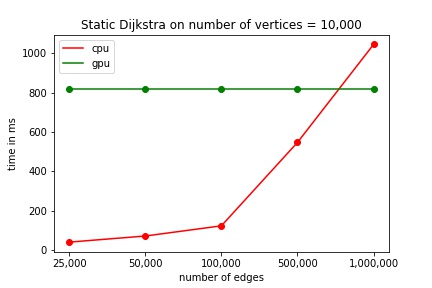 Static Dijkstra on number of vertices = 10,000
cpu
gpu
time in ms
1000
800
600
400
200
0
25,000 50,000 100,000 500,000 1,000,000
number of edges